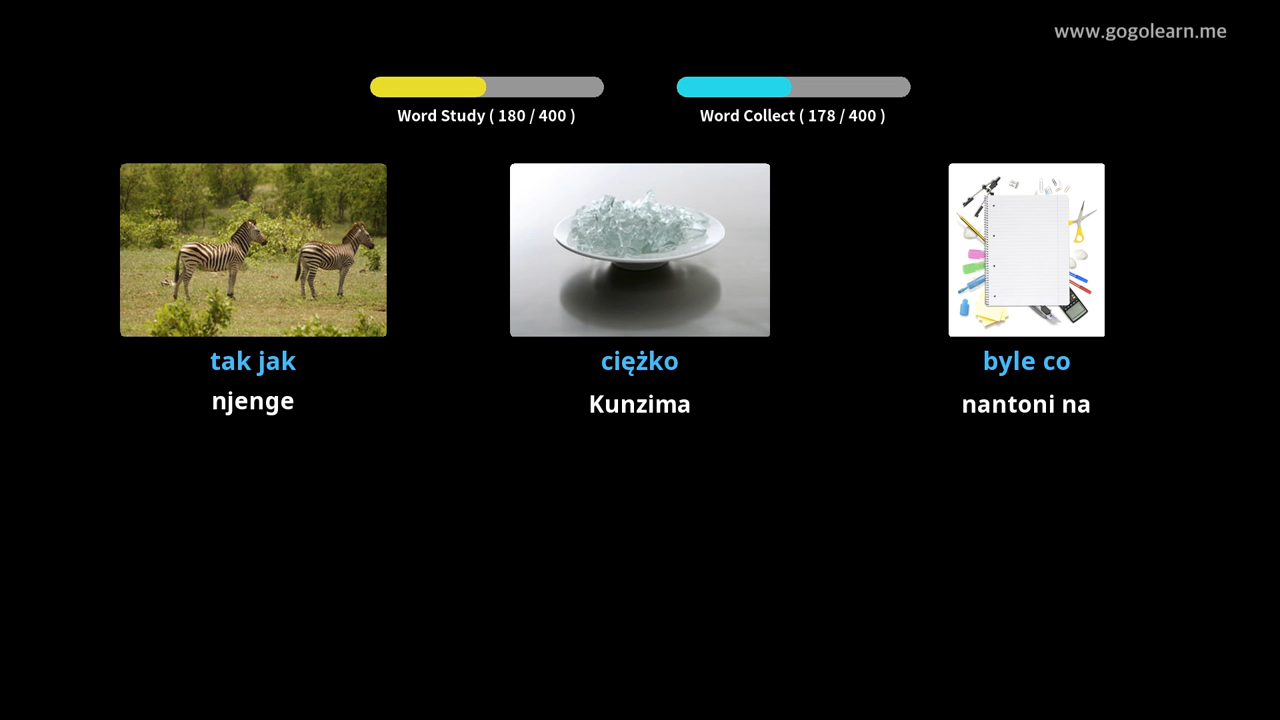 www.gogolearn.me
Word Study ( 180 / 400 )
Word Collect ( 178 / 400 )
tak jak
njenge
ciężko
Kunzima
byle co
nantoni na